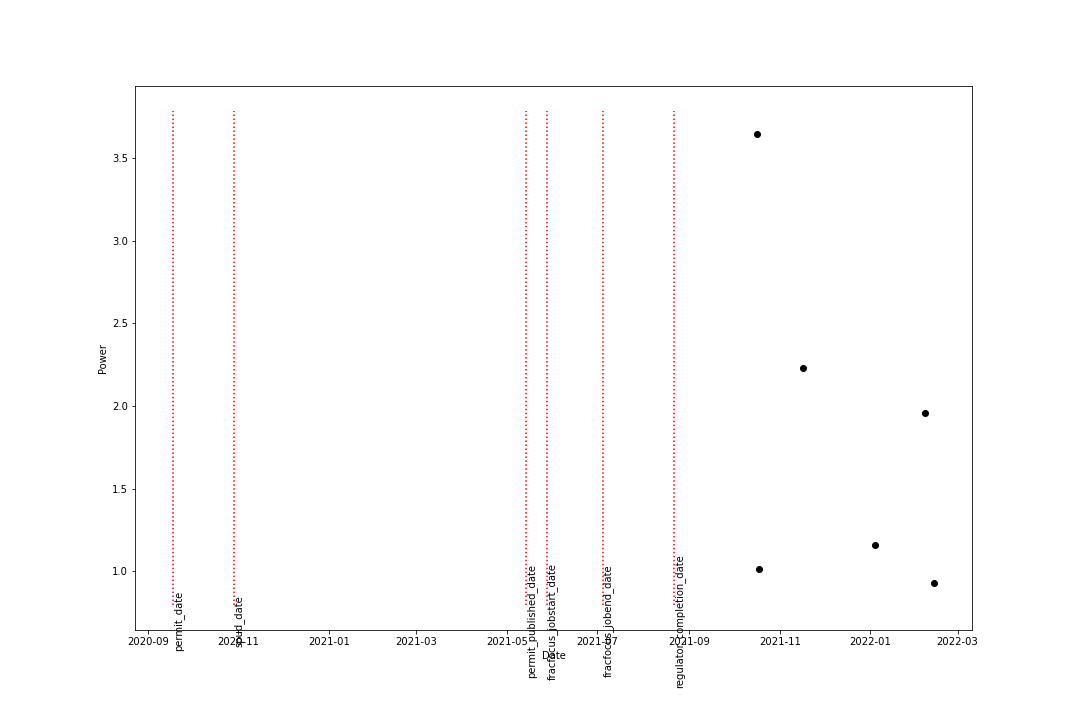 3.5
3.0
2.5
Power
2.0
1.5
1.0
permit_date
spud_date
permit_published_date
fracfocus_jobstart_date
fracfocus_jobend_date
regulator_completion_date
2020-09
2020-11
2021-01
2021-03
2021-05
2021-07
2021-09
2021-11
2022-01
2022-03
Date